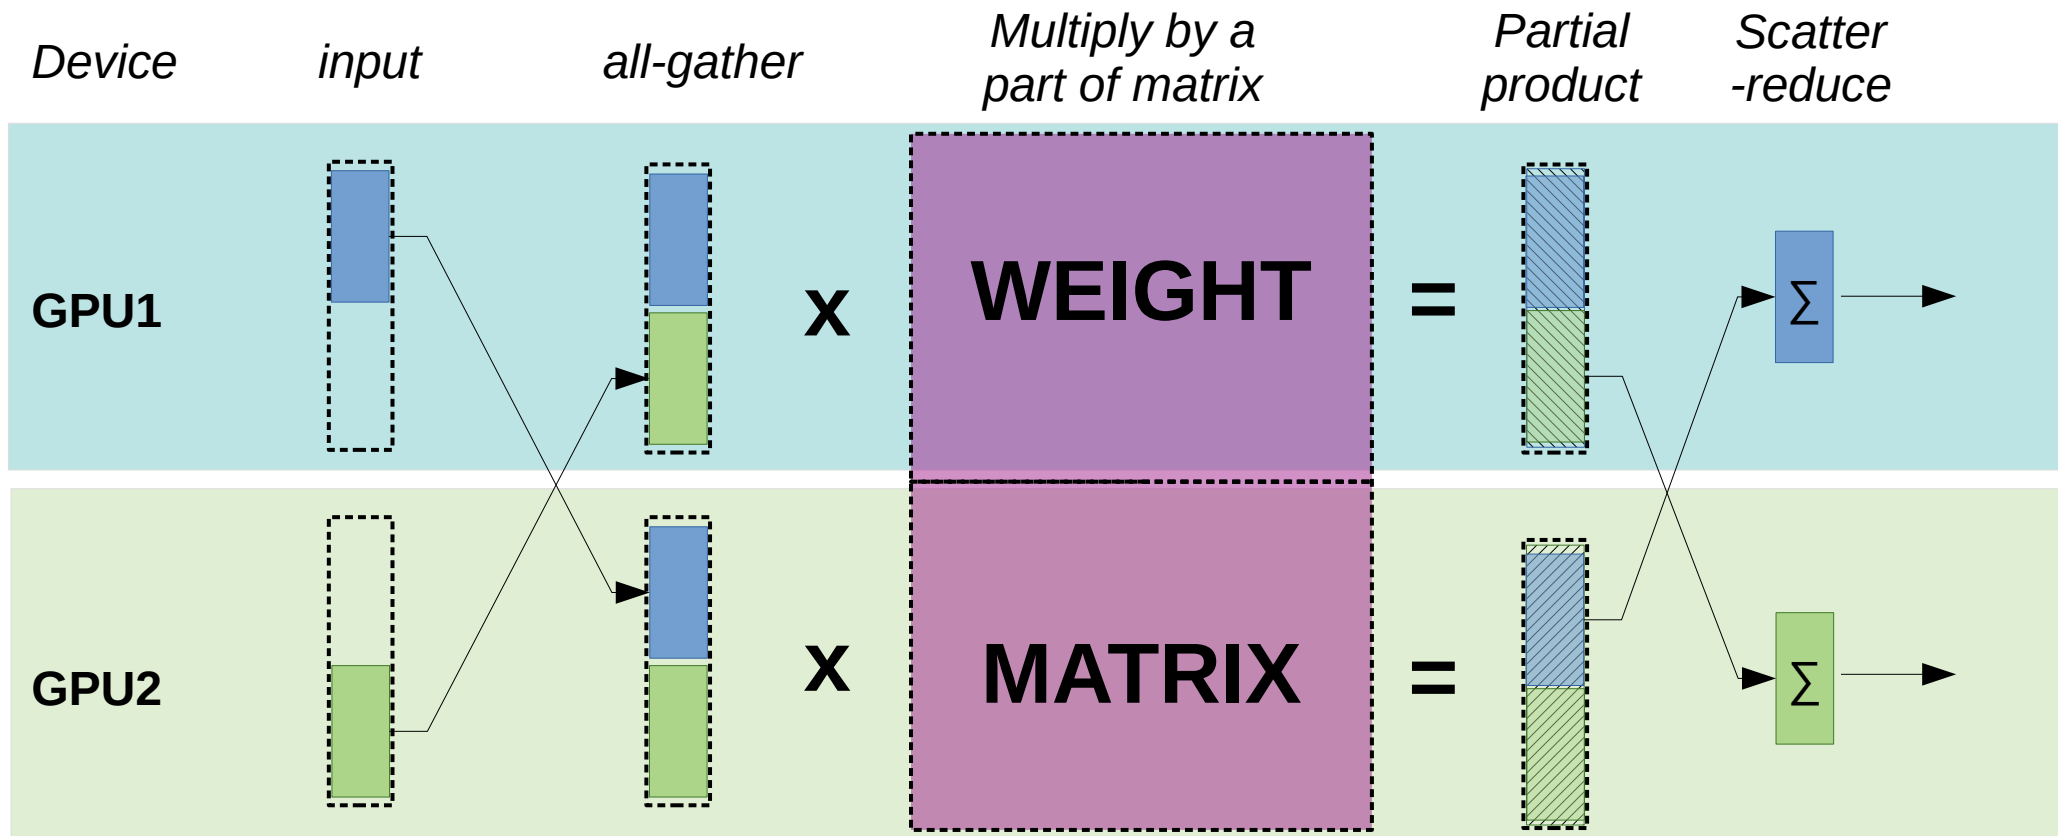 Device
input
all-gather
Multiply by a
part of matrix
Partial
product
Scatter
-reduce
GPU1
x
WEIGHT
=
∑
GPU2
x
MATRIX
=
∑